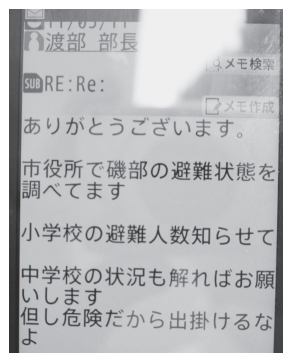 11/03/11
渡部 部長
メモ検索
SUB RE:Re:
メモ作成
ありがとうございます。
市役所で磯部の避難状態を
調べてます
小学校の避難人数知らせて
中学校の状況も解ればお願
いします
但し危険だから出掛けるな
よ